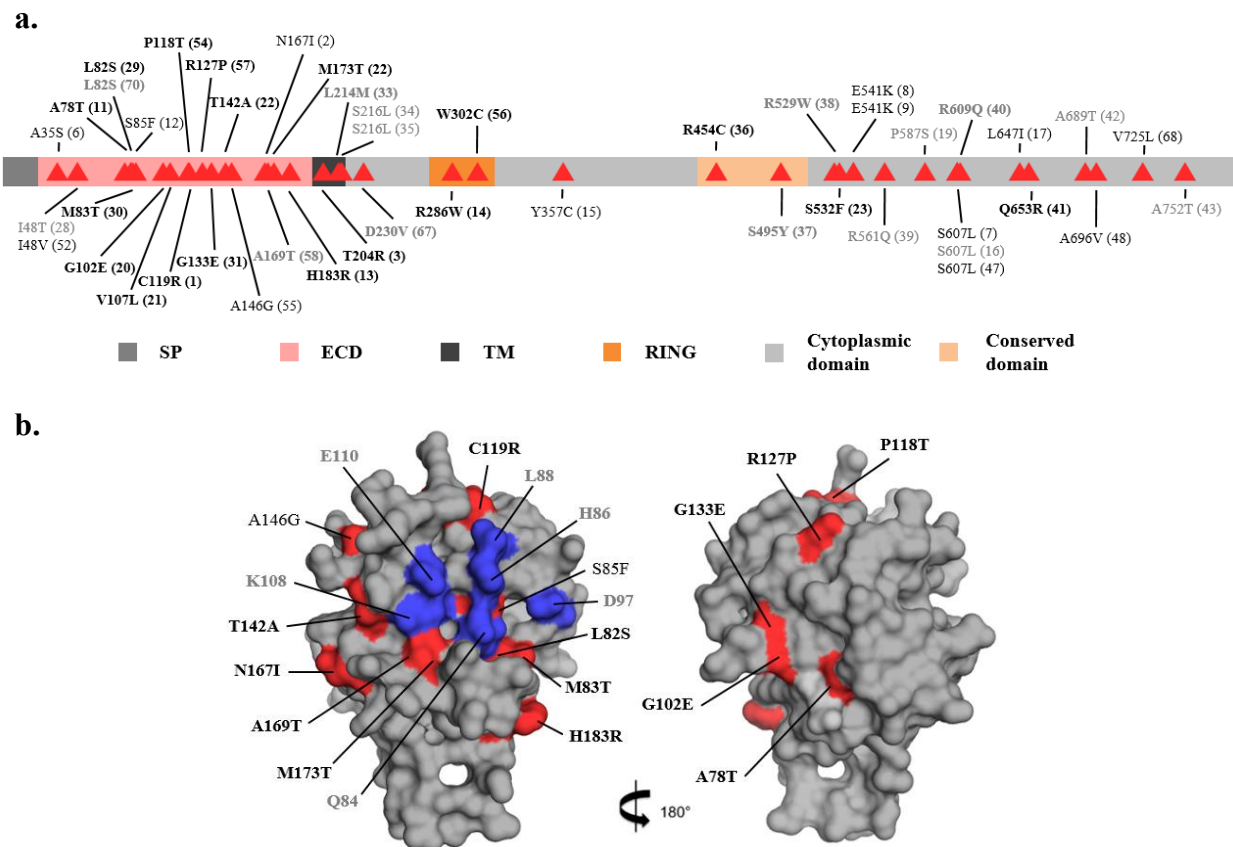 a.
P118T (54)
N167I (2)
L82S (29)
L82S (70)
R127P (57)
M173T (22)
A78T (11)
T142A (22)
L214M (33)
S216L (34)
S216L (35)
A35S (6)
S85F (12)
W302C (56)
R454C (36)
R529W (38)
E541K (8)
E541K (9)
P587S (19)
R609Q (40)
L647I (17)
A689T (42)
V725L (68)
I48T (28)
I48V (52)
M83T (30)
G102E (20)
V107L (21)
C119R (1)
G133E (31)
A146G (55)
A169T (58)
H183R (13)
T204R (3)
D230V (67)
R286W (14)
Y357C (15)
S495Y (37)
S532F (23)
R561Q (39)
S607L (7)
S607L (16)
S607L (47)
Q653R (41)
A696V (48)
A752T (43)
SP
ECD
TM
RING
Cytoplasmic
domain
Conserved
domain
b.
E110
C119R
L88
H86
A146G
S85F
K108
D97
T142A
L82S
N167I
M83T
A169T
H183R
M173T
Q84
180°
P118T
R127P
G133E
G102E
A78T